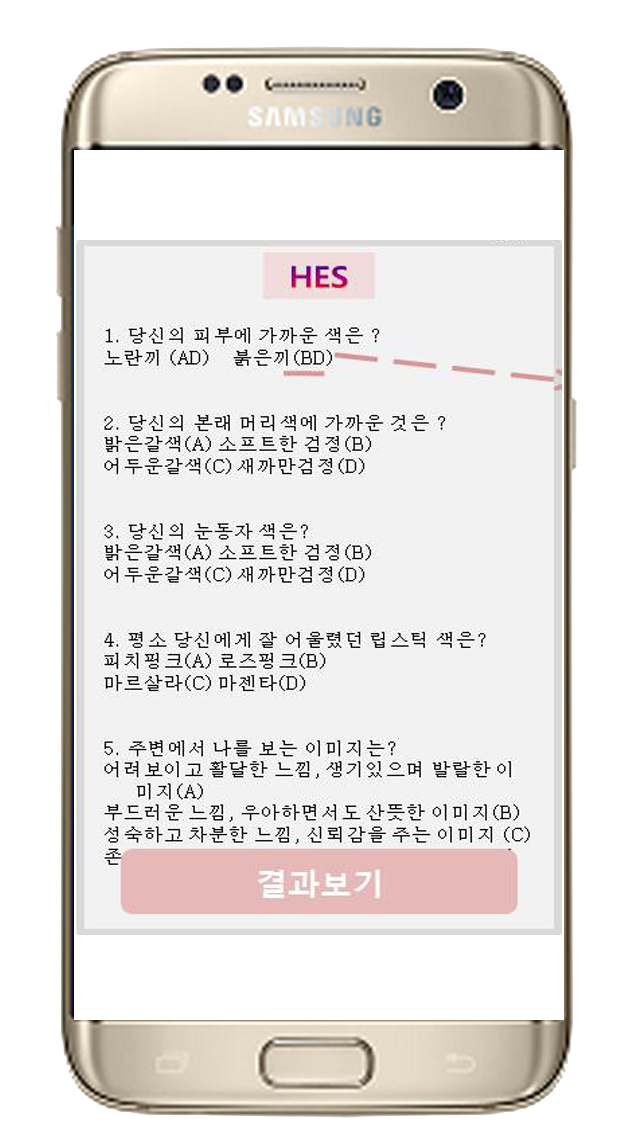 SAMSUNG
HES
1. 당신의 피부에 가까운 색은 ?
노란끼 (AD) 붉은끼(BD)
2. 당신의 본래 머리색에 가까운 것은 ?
밝은갈색(A) 소프트한 검정(B)
어두운갈색(C) 새까만검정(D)
3. 당신의 눈동자 색은?
밝은갈색(A) 소프트한 검정(B)
어두운갈색(C) 새까만검정(D)
4. 평소 당신에게 잘 어울렸던 립스틱 색은?
피치핑크(A) 로즈핑크(B)
마르살라(C) 마젠타(D)
5. 주변에서 나를 보는 이미지는?
어려보이고 활달한 느낌, 생기있으며 발랄한 이
미지(A)
부드러운 느낌, 우아하면서도 산뜻한 이미지(B)
성숙하고 차분한 느낌, 신뢰감을 주는 이미지 (C)
결과보기